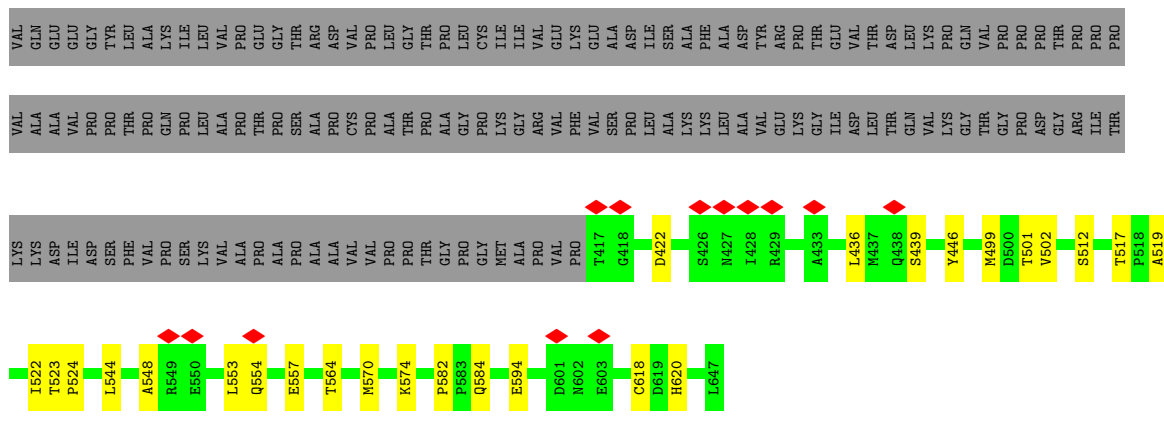 VAL GLN GLU GLU GLY TYR LEU ALA LYS ILE LEU VAL PRO GLU GLY THR ARG ASP VAL PRO LEU GLY THR PRO LEU CYS ILE ILE VAL GLU LYS GLU ALA ASP ILE SER ALA PHE ALA ASP TYR ARG PRO THR GLU VAL THR ASP LEU LYS PRO GLN VAL PRO PRO PRO THR PRO PRO PRO
VAL ALA ALA VAL PRO PRO THR PRO GLN PRO LEU ALA PRO THR PRO SER ALA PRO CYS PRO ALA THR PRO ALA GLY PRO LYS GLY ARG VAL PHE VAL SER PRO LEU ALA LYS LYS LEU ALA VAL GLU LYS GLY ILE ASP LEU THR GLN VAL LYS GLY THR GLY PRO ASP GLY ARG ILE THR
LYS LYS ASP ILE ASP SER PHE VAL PRO SER LYS VAL ALA PRO ALA PRO ALA ALA VAL VAL PRO PRO THR GLY PRO GLY MET ALA PRO VAL PRO T417 G418 D422 S426 N427 I428 R429 A433 L436 M437 Q438 S439 Y446 M499 D500 T501 V502 S512 T517 P518 A519
I522 T523 P524 L544 A548 R549 E550 L553 Q554 E557 T564 M570 K574 P582 P583 Q584 E594 D601 N602 E603 C618 D619 H620 L647